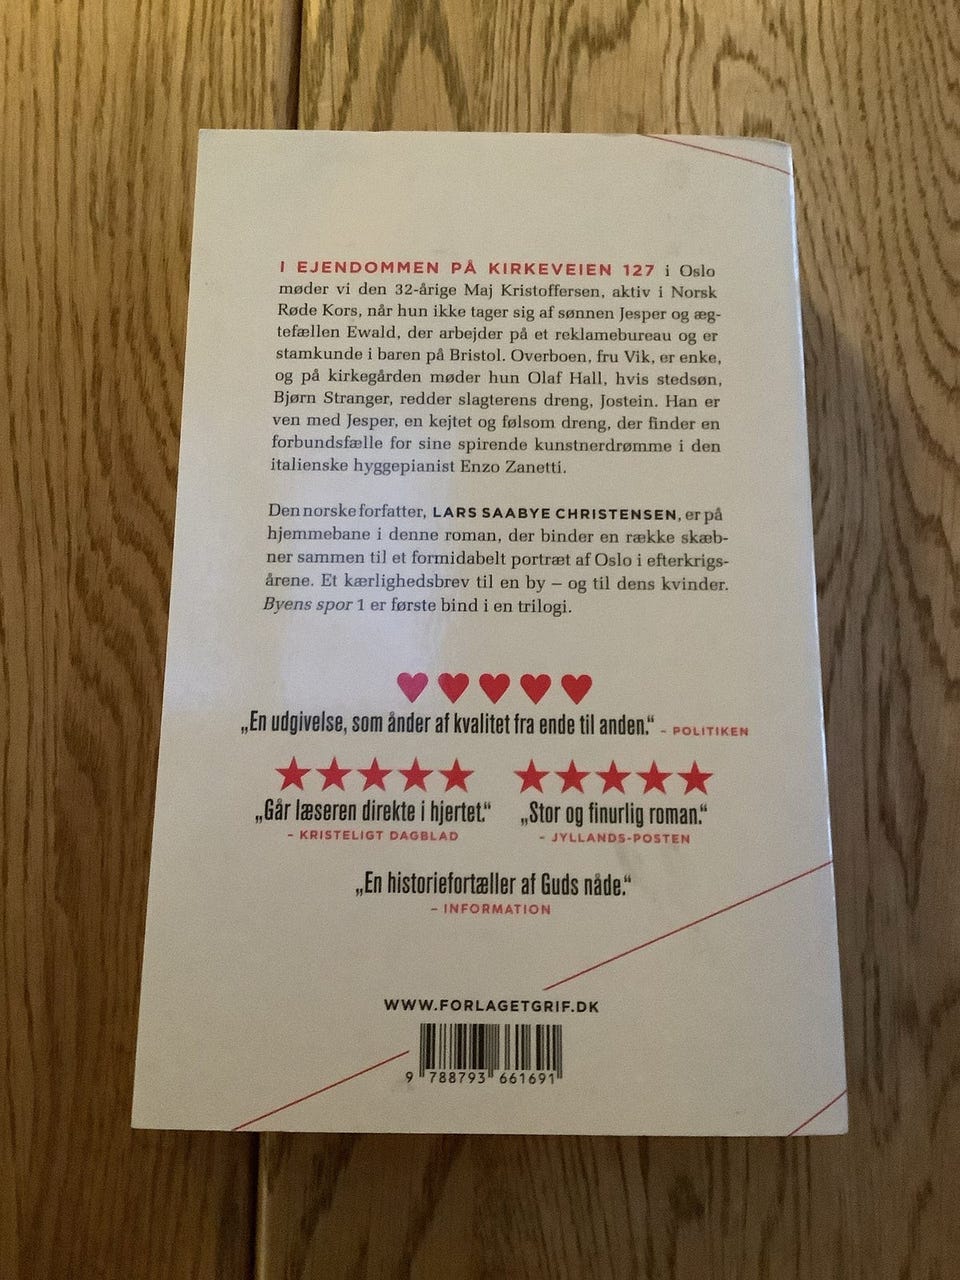 I EJENDOMMEN PÅ KIRKEVEIEN 127 i Oslo
møder vi den 32-årige Maj Kristoffersen, aktiv i Norsk
Røde Kors, når hun ikke tager sig af sønnen Jesper og æg-
tefællen Ewald, der arbejder på et reklamebureau og er
stamkunde i baren på Bristol. Overboen, fru Vik, er enke,
og på kirkegården møder hun Olaf Hall, hvis stedsøn,
Bjørn Stranger, redder slagterens dreng, Jostein. Han er
ven med Jesper, en kejtet og følsom dreng, der finder en
forbundsfælle for sine spirende kunstnerdrømme i den
italienske hyggepianist Enzo Zanetti.
Den norske forfatter, LARS SAABYE CHRISTENSEN, er på
hjemmebane i denne roman, der binder en række skæb-
ner sammen til et formidabelt portræt af Oslo i efterkrigs-
årene. Et kærlighedsbrev til en by – og til dens kvinder.
Byens spor 1 er første bind i en trilogi.
„En udgivelse, som ånder af kvalitet fra ende til anden.“ – POLITIKEN
„Går læseren direkte i hjertet.“
– KRISTELIGT DAGBLAD
„Stor og finurlig roman.“
– JYLLANDS-POSTEN
„En historiefortæller af Guds nåde.“
– INFORMATION
WWW.FORLAGETGRIF.DK
9 788793 661691